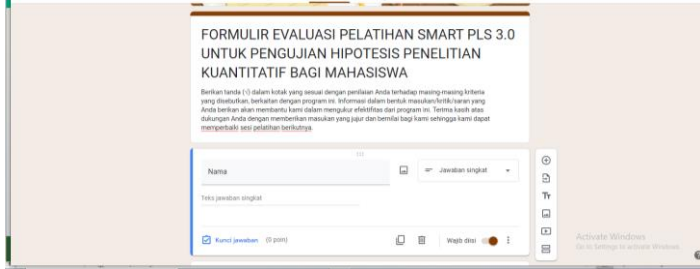 FORMULIR EVALUASI PELATIHAN SMART PLS 3.0
UNTUK PENGUJIAN HIPOTESIS PENELITIAN
KUANTITATIF BAGI MAHASISWA
Berikan tanda (√) dalam kotak yang sesuai dengan penilaian Anda terhadap masing-masing kriteria
yang disebutkan, berkaitan dengan program ini. Informasi dalam bentuk masukan/kritik/saran yang
Anda berikan akan membantu kami dalam mengukur efektifitas dari program ini. Terima kasih atas
dukungan Anda dengan memberikan masukan yang jujur dan bernilai bagi kami sehingga kami dapat
memperbaiki sesi pelatihan berikutnya.
Nama
Jawaban singkat
Teks jawaban singkat
Kunci jawaban (0 poin)
Wajib diisi
Tт
Activate Windows
Go to Settings to activate Windows.